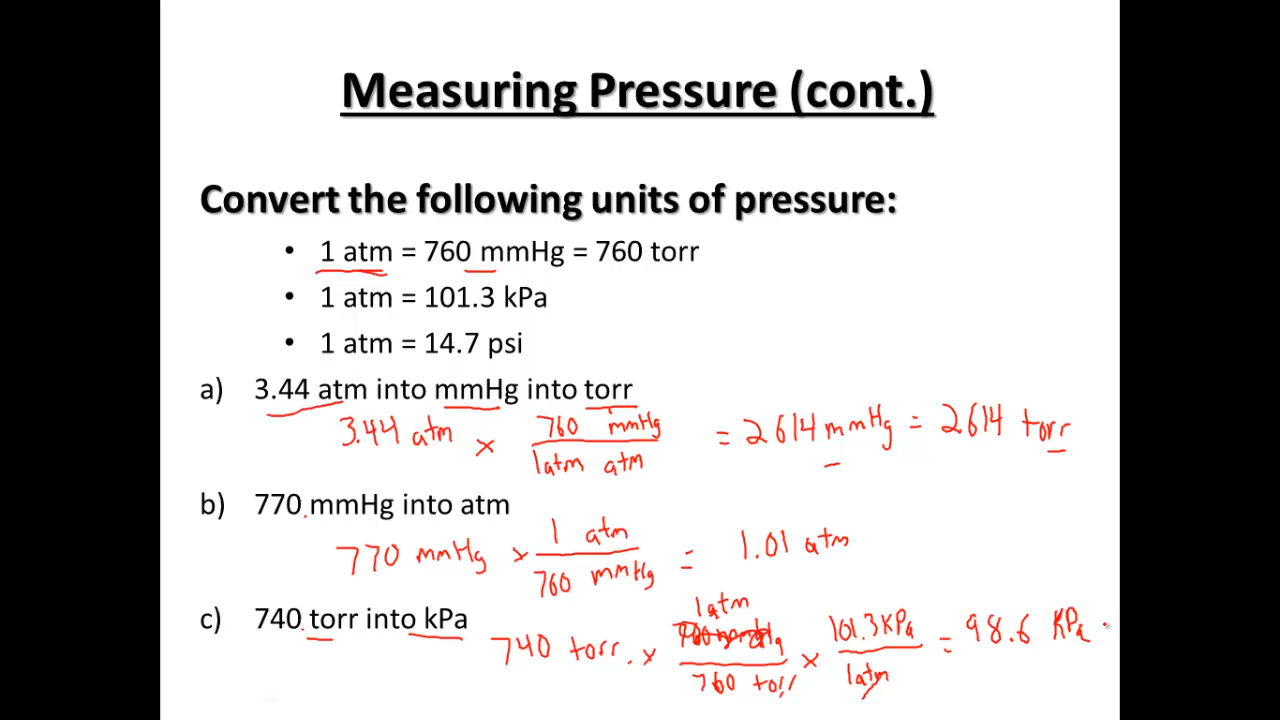 Measuring Pressure (cont.)
Convert the following units of pressure:
• 1 atm = 760 mmHg = 760 torr
• 1 atm = 101.3 kPa
• 1 atm = 14.7 psi
a) 3.44 atm into mmHg into torr
3.44 atm × 760 mmHg / 1atm atm = 2614 mmHg = 2614 torr
b) 770 mmHg into atm
770 mmHg × 1 atm / 760 mmHg = 1.01 atm
c) 740 torr into kPa
740 torr × 1atm / 760 torr × 101.3 KPa / 1atm = 98.6 KPa